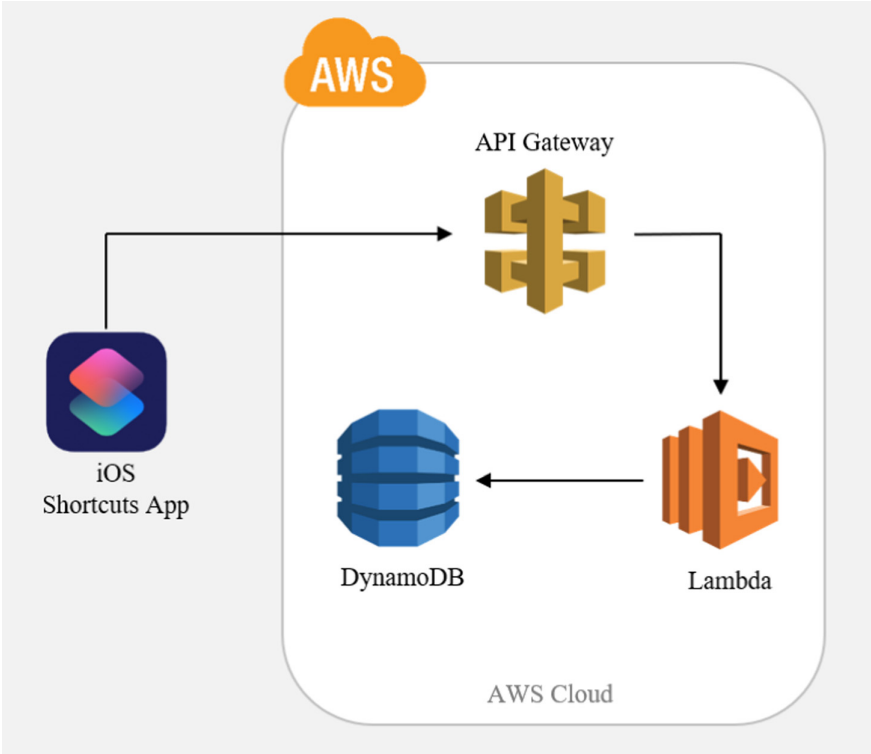 AWS
API Gateway
iOS
Shortcuts App
DynamoDB
Lambda
AWS Cloud